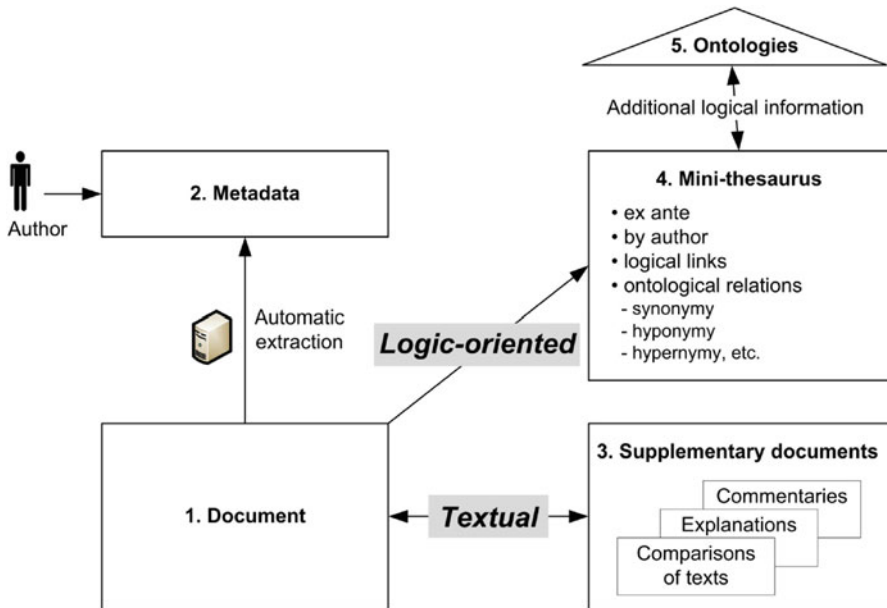 5. Ontologies
Additional logical information
2. Metadata
Author
4. Mini-thesaurus
• ex ante
• by author
• logical links
• ontological relations
- synonymy
- hyponymy
- hypernymy, etc.
Automatic
extraction
Logic-oriented
1. Document
Textual
3. Supplementary documents
Commentaries
Explanations
Comparisons
of texts